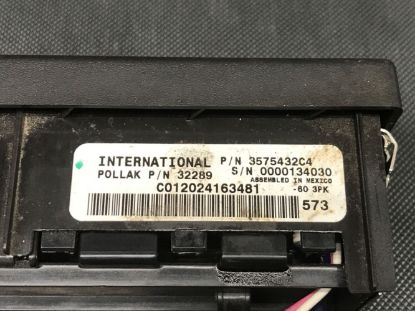 INTERNATIONAL P/N 3575432C4
POLLAK P/N 32289 S/N 0000134030
ASSEMBLED IN MEXICO
C012024163481 -60 3PK
573